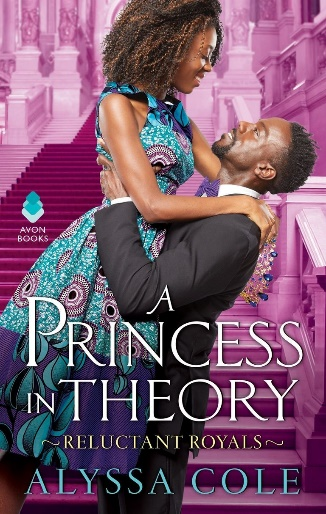 AVON
BOOKS
A
PRINCESS
IN THEORY
~RELUCTANT ROYALS~
ALYSSA COLE